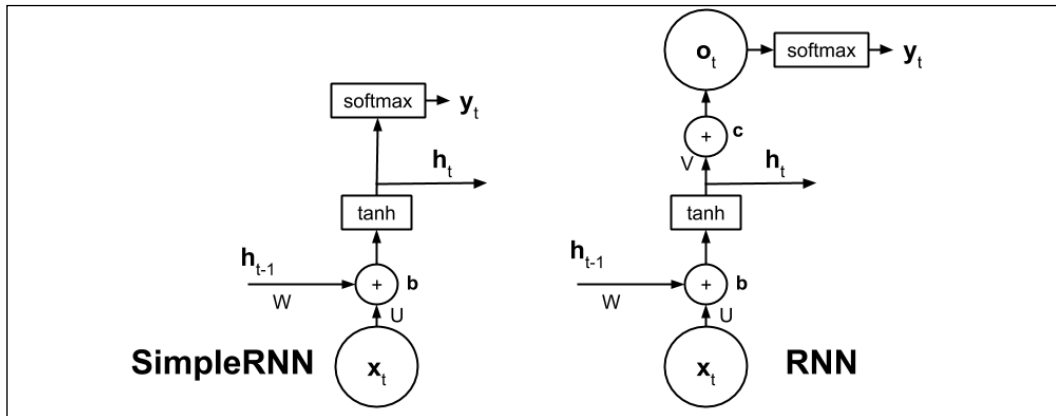 softmax
y_t
h_t
tanh
h_t-1
+
b
W
U
SimpleRNN
x_t
o_t
softmax
y_t
+
c
V
h_t
tanh
h_t-1
+
b
W
U
x_t
RNN